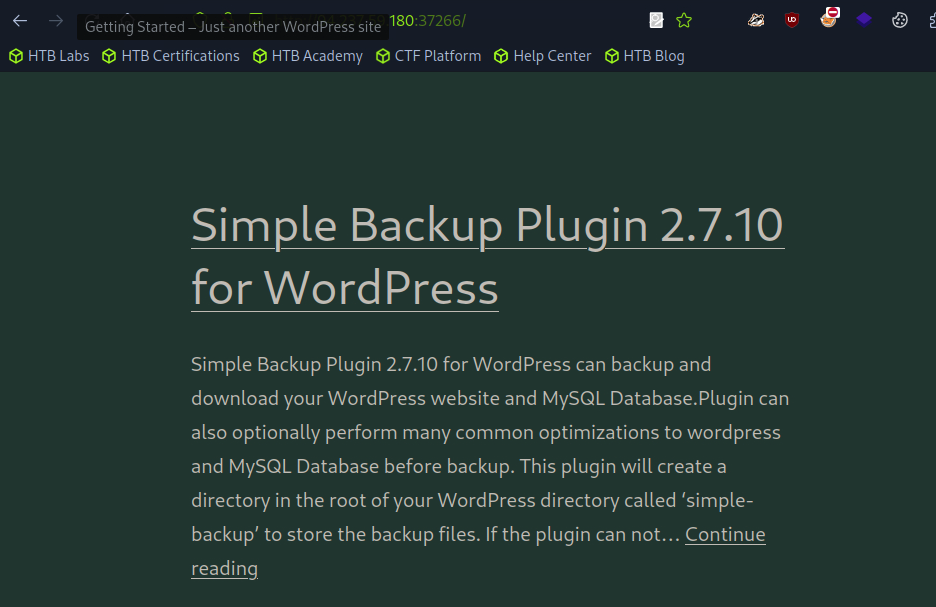 180:37266/
Getting Started – Just another WordPress site
HTB Labs HTB Certifications HTB Academy CTF Platform Help Center HTB Blog
Simple Backup Plugin 2.7.10
for WordPress
Simple Backup Plugin 2.7.10 for WordPress can backup and
download your WordPress website and MySQL Database.Plugin can
also optionally perform many common optimizations to wordpress
and MySQL Database before backup. This plugin will create a
directory in the root of your WordPress directory called ‘simple-
backup’ to store the backup files. If the plugin can not… Continue
reading